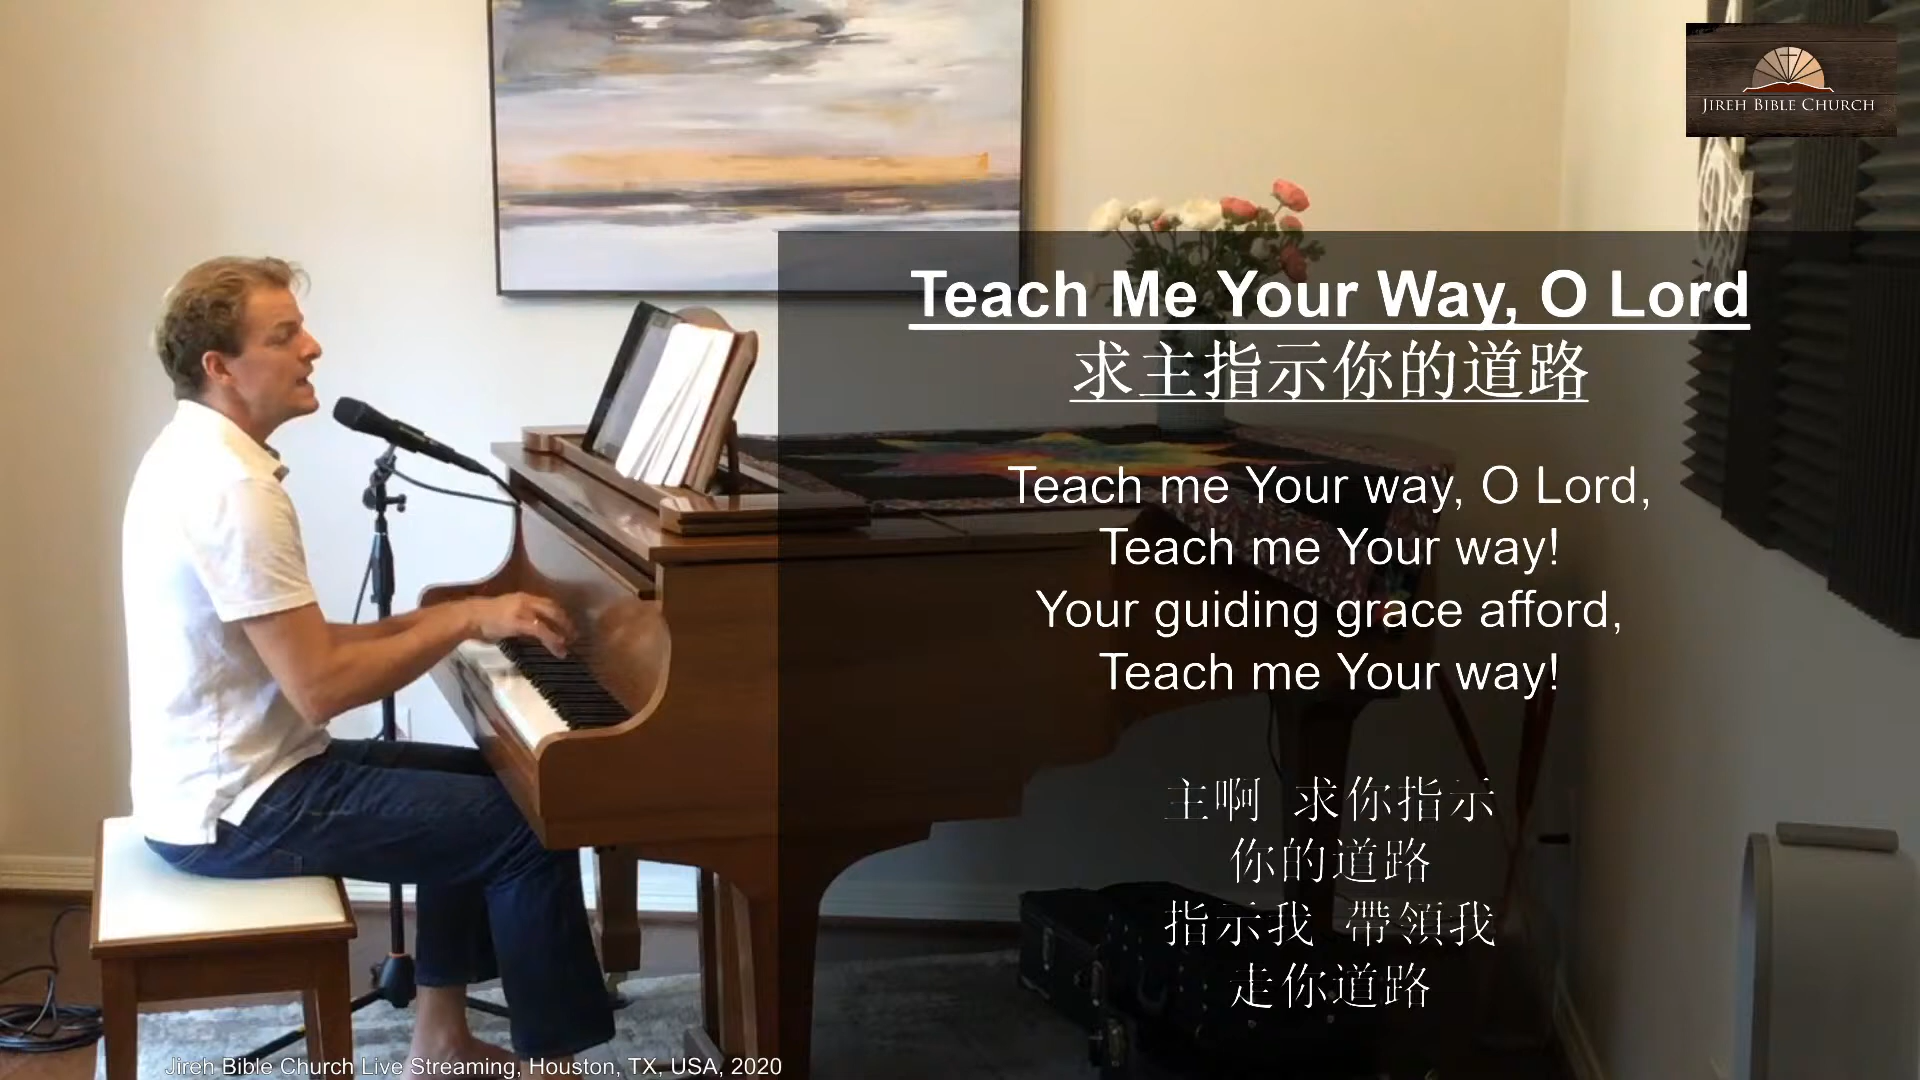 JIREH BIBLE CHURCH
Teach Me Your Way, O Lord
求主指示你的道路
Teach me Your way, O Lord,
Teach me Your way!
Your guiding grace afford,
Teach me Your way!
主啊 求你指示
你的道路
指示我 帶領我
走你道路
Jireh Bible Church Live Streaming, Houston, TX, USA, 2020